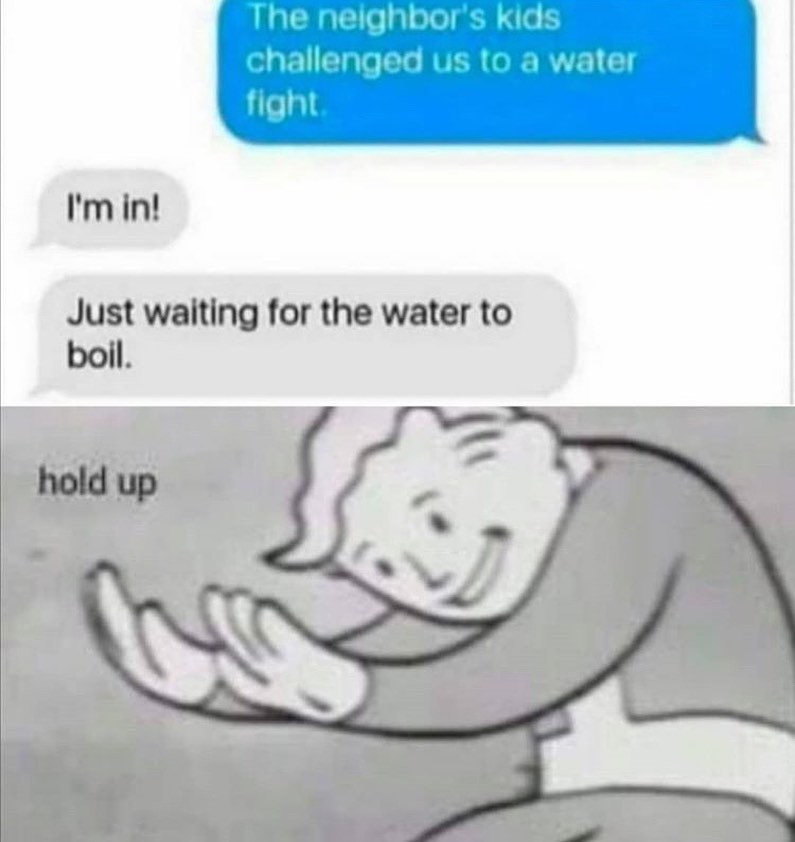 The neighbor's kids
challenged us to a water
fight.
I'm in!
Just waiting for the water to
boil.
hold up